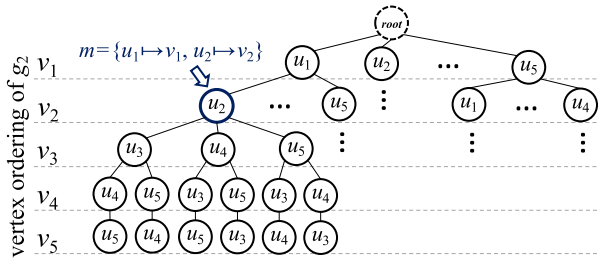 root
m={u₁↦v₁, u₂↦v₂}
vertex ordering of g₂
v₁ u₁ u₂ ... u₅
v₂ u₂ ... u₅ ⋮ u₁ ... u₄
v₃ u₃ u₄ u₅ ⋮ ⋮ ⋮
v₄ u₄ u₅ u₃ u₅ u₃ u₄
v₅ u₅ u₄ u₅ u₃ u₄ u₃